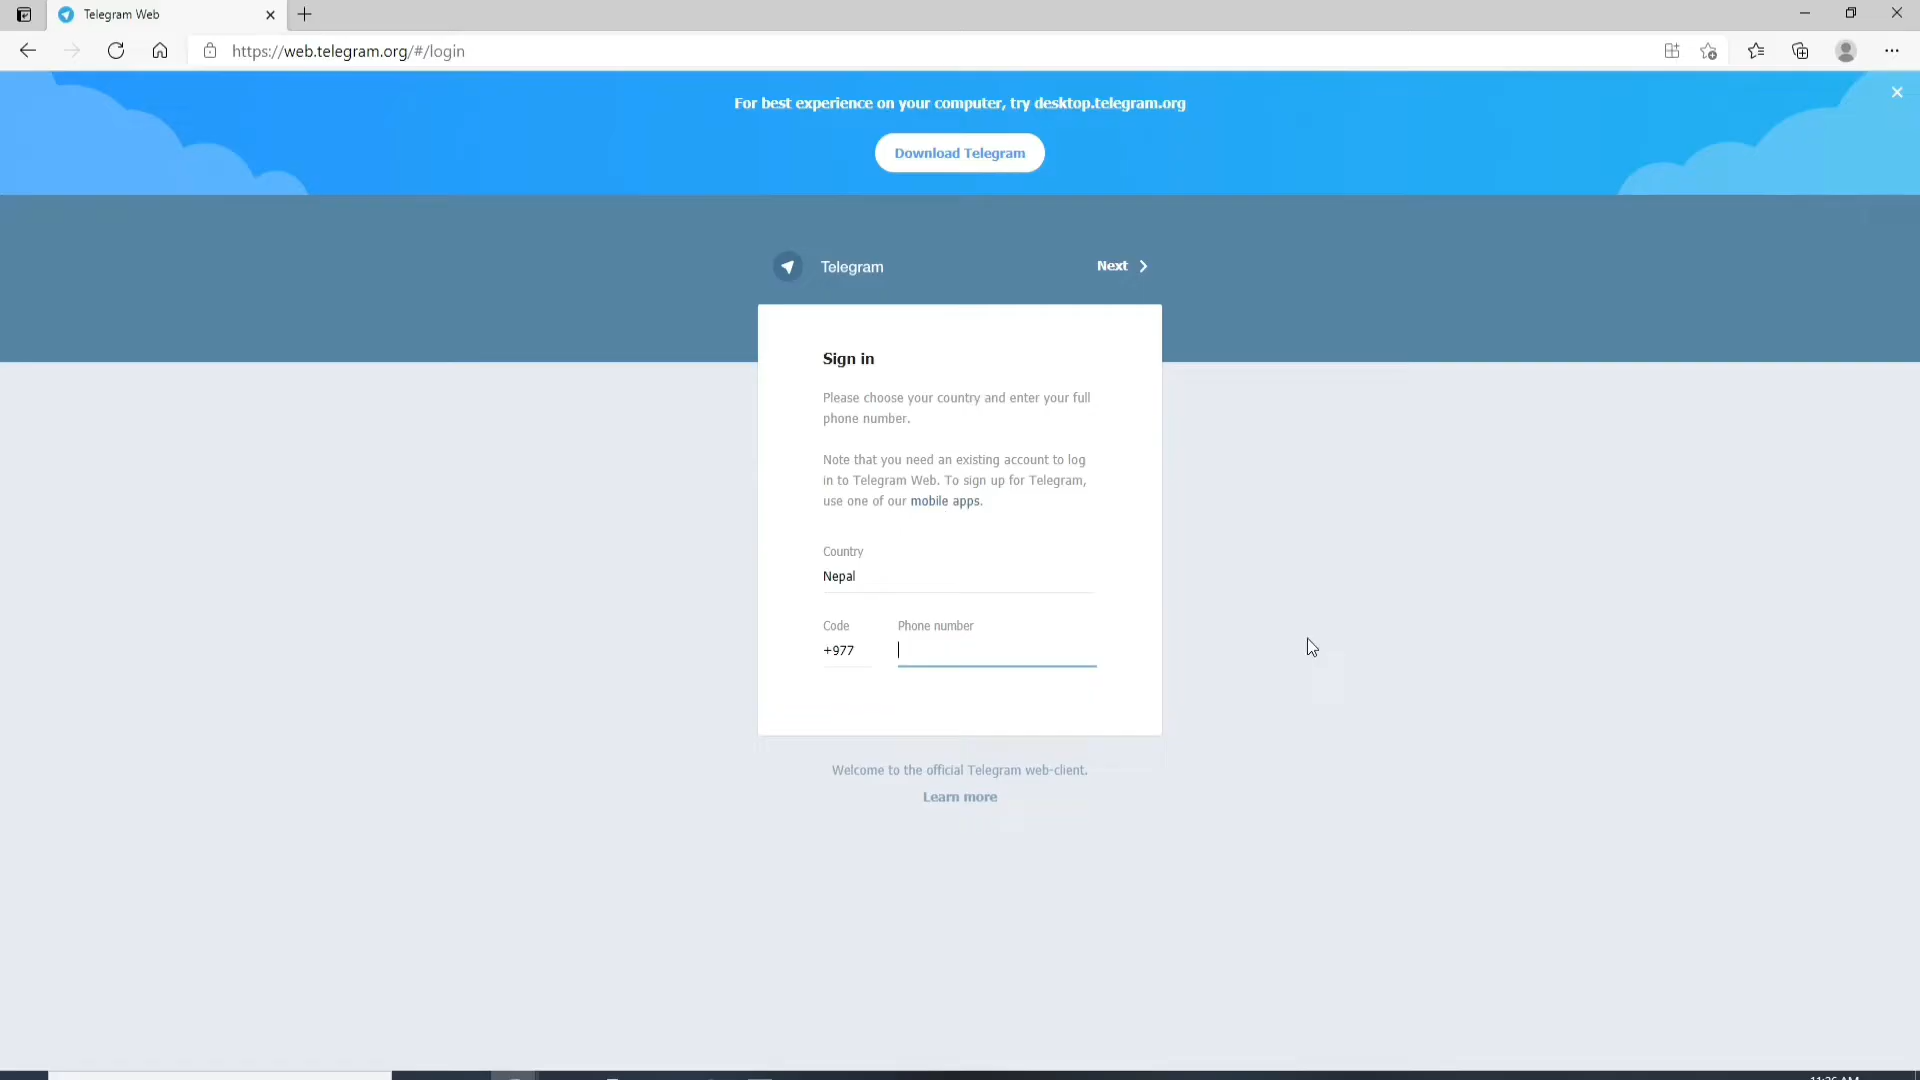 Telegram Web
https://web.telegram.org/#/login
For best experience on your computer, try desktop.telegram.org
Download Telegram
Telegram
Next
Sign in
Please choose your country and enter your full
phone number.
Note that you need an existing account to log
in to Telegram Web. To sign up for Telegram,
use one of our mobile apps.
Country
Nepal
Code
Phone number
+977
Welcome to the official Telegram web-client.
Learn more